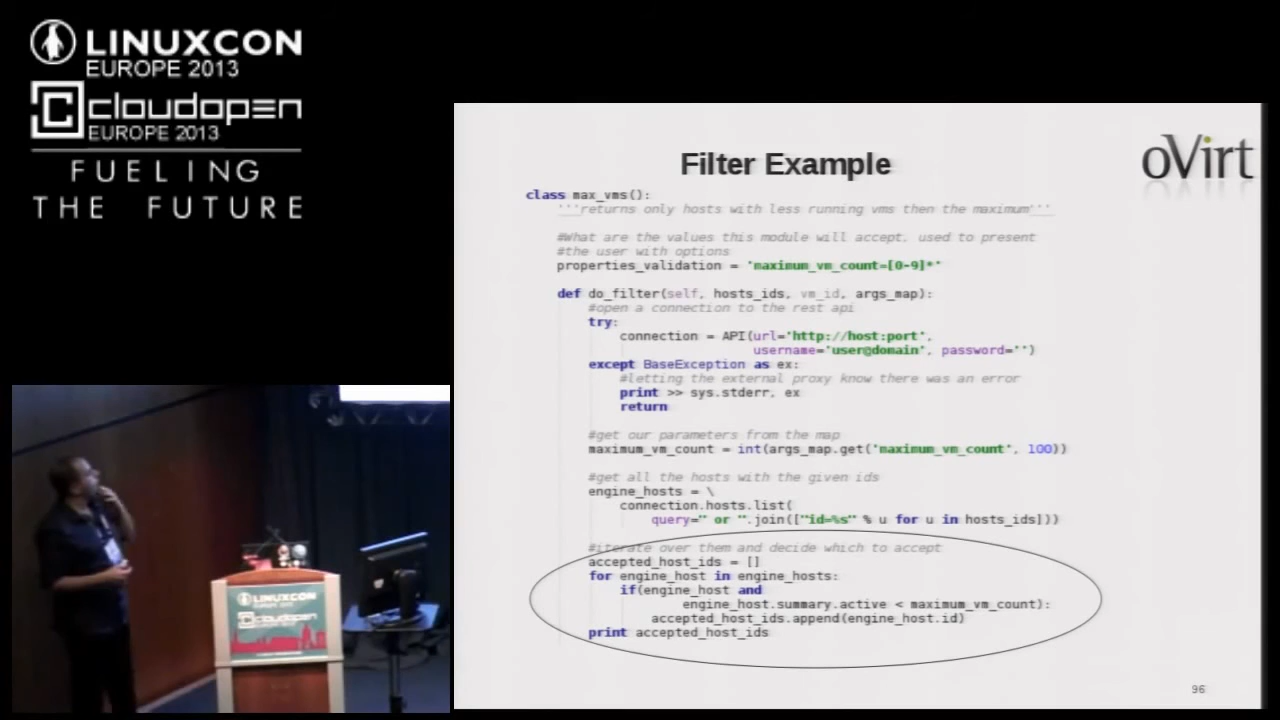 LINUXCON
EUROPE 2013
cloudopen
EUROPE 2013
FUELING
THE FUTURE
oVirt
Filter Example
class max_vms():
'''returns only hosts with less running vms then the maximum'''
#What are the values this module will accept, used to present
#the user with options
properties_validation = 'maximum_vm_count=[0-9]*'
def do_filter(self, hosts_ids, vm_id, args_map):
#open a connection to the rest api
try:
connection = API(url='http://host:port',
username='user@domain', password='')
except BaseException as ex:
#letting the external proxy know there was an error
print >> sys.stderr, ex
return
#get our parameters from the map
maximum_vm_count = int(args_map.get('maximum_vm_count', 100))
#get all the hosts with the given ids
engine_hosts = \
connection.hosts.list(
query=" or ".join(["id=%s" % u for u in hosts_ids]))
#iterate over them and decide which to accept
accepted_host_ids = []
for engine_host in engine_hosts:
if(engine_host and
engine_host.summary.active < maximum_vm_count):
accepted_host_ids.append(engine_host.id)
print accepted_host_ids
96
LINUXCON
cloudopen